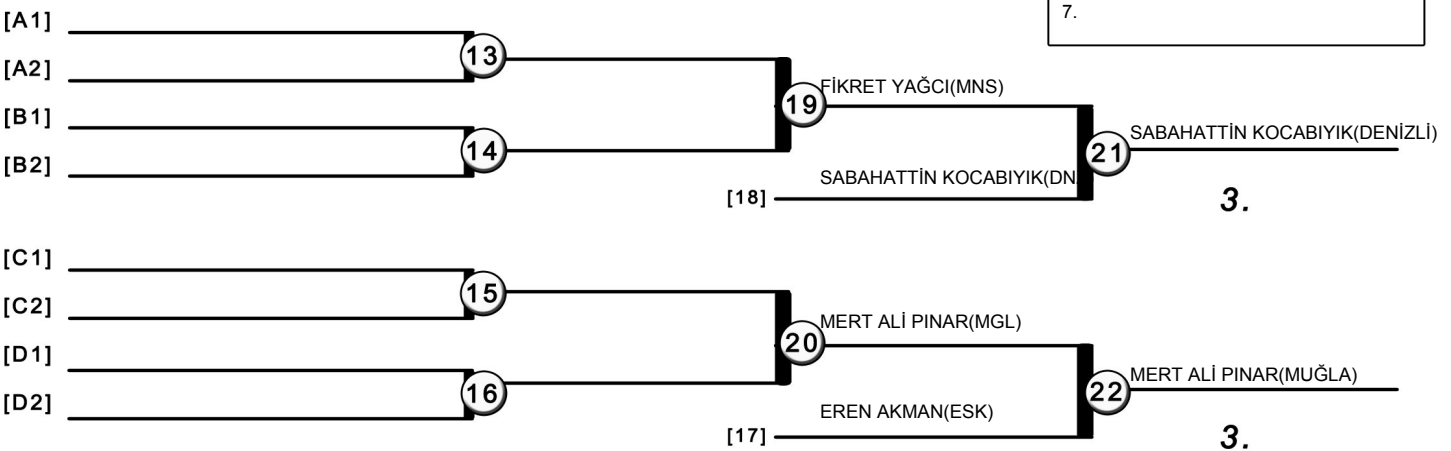 7.
[A1]
13
[A2]
19
FİKRET YAĞCI(MNS)
[B1]
14
21
SABAHATTİN KOCABIYIK(DENİZLİ)
[B2]
SABAHATTİN KOCABIYIK(DN
[18]
3.
[C1]
15
[C2]
20
MERT ALİ PINAR(MGL)
[D1]
16
22
MERT ALİ PINAR(MUĞLA)
[D2]
EREN AKMAN(ESK)
[17]
3.